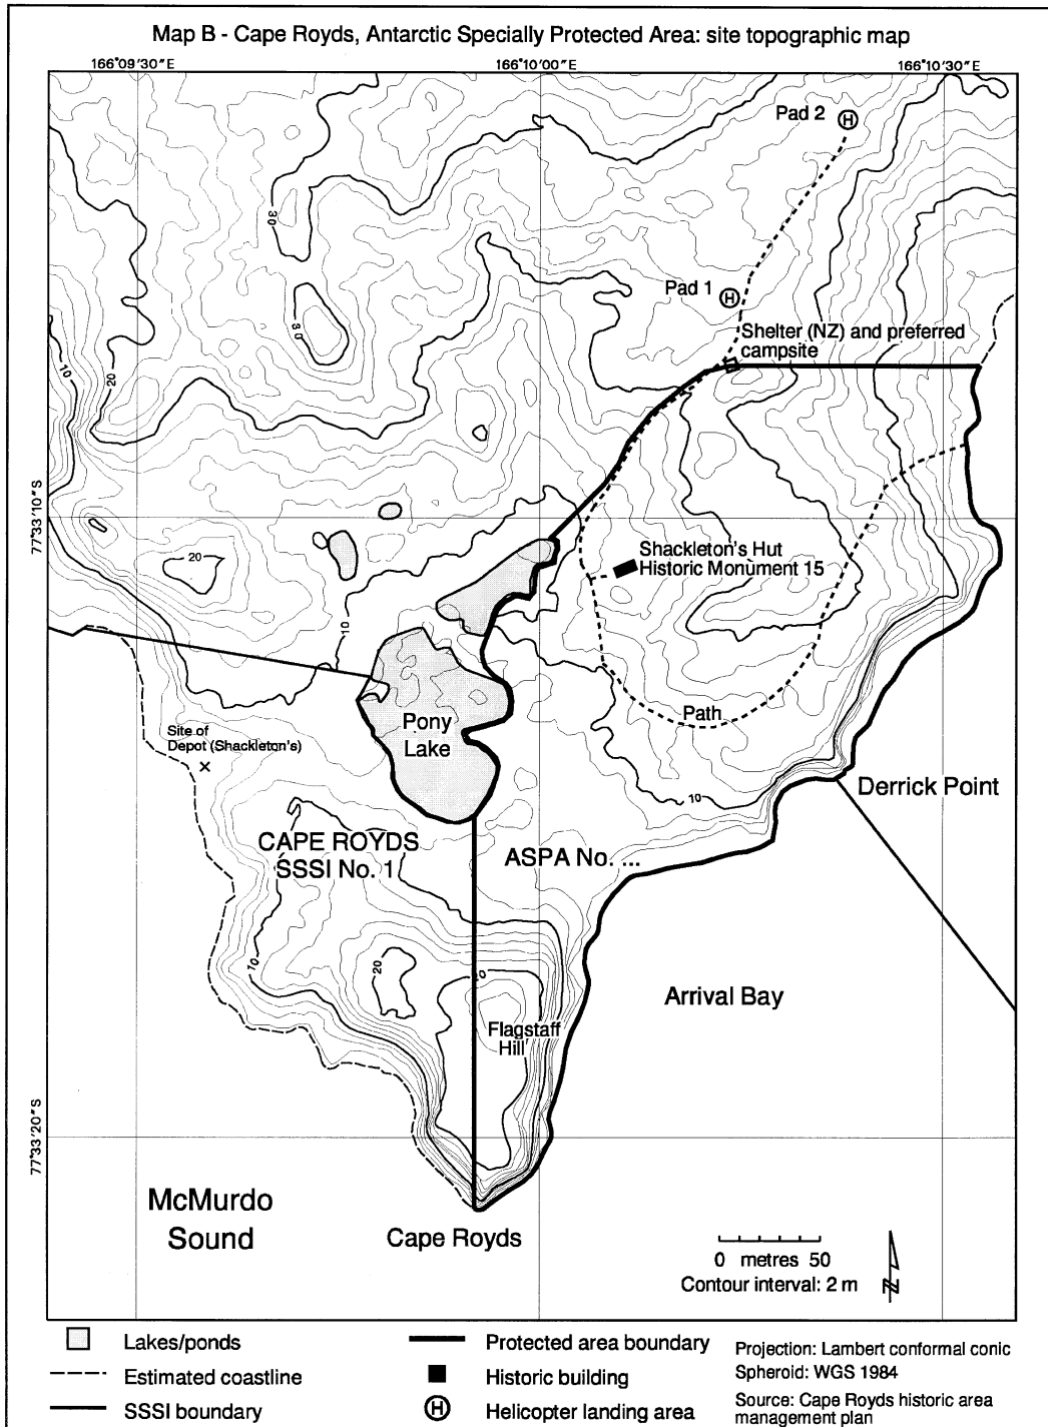 Map B - Cape Royds, Antarctic Specially Protected Area: site topographic map
166°09'30"E
166°10'00"E
166°10'30"E
Pad 2
H
30
Pad 1
H
30
Shelter (NZ) and preferred
campsite
10
20
77°33'10"S
Shackleton's Hut
Historic Monument 15
20
10
Path
Pony
Lake
Site of
Depot (Shackleton's)
x
10
Derrick Point
CAPE ROYDS
SSSI No. 1
ASPA No. ...
10
20
20
Arrival Bay
Flagstaff
Hill
77°33'20"S
McMurdo
Sound
Cape Royds
0 metres 50
Contour interval: 2 m
N
Lakes/ponds
Estimated coastline
SSSI boundary
Protected area boundary
Historic building
H
Helicopter landing area
Projection: Lambert conformal conic
Spheroid: WGS 1984
Source: Cape Royds historic area
management plan